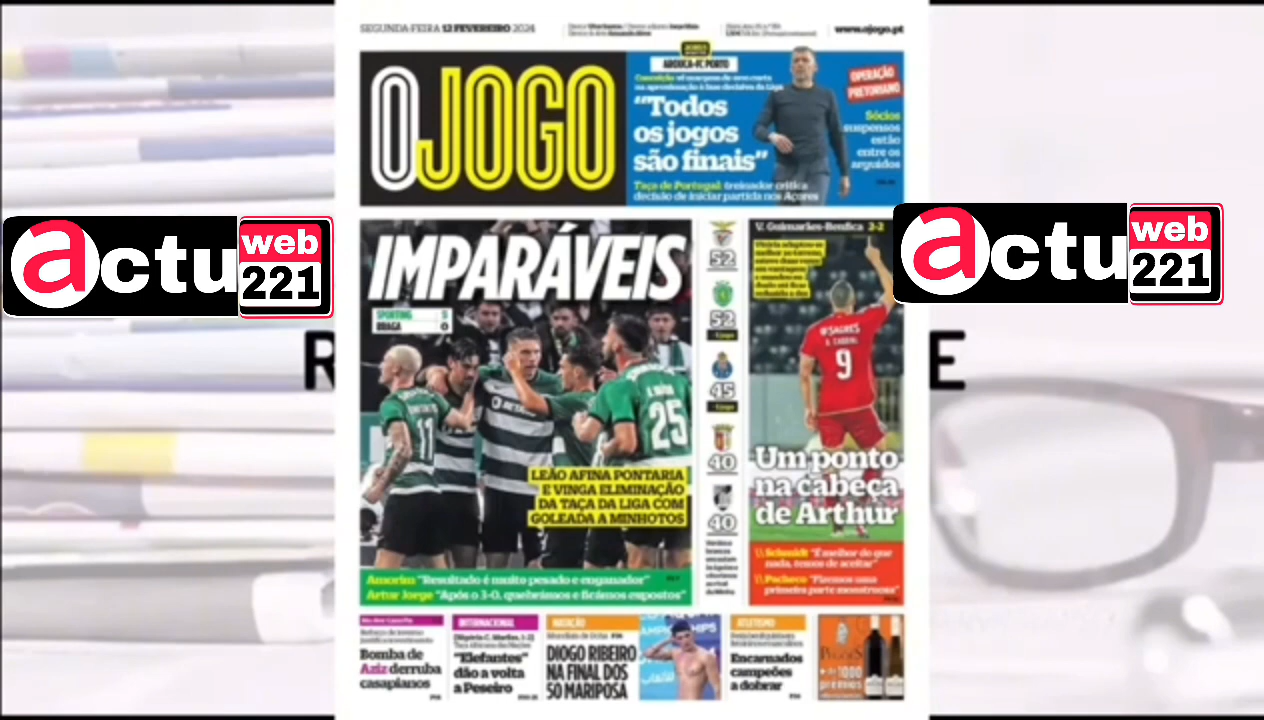 SEGUNDA-FEIRA 12 FEVEREIRO 2024
www.ojogo.pt
O JOGO
AROUCA-FC PORTO
"Todos
os jogos
são finais"
Taça de Portugal: treinador critica
decisão de iniciar partida nos Açores
OPERAÇÃO
PRETORIANO
Sócios
suspensos
estão
entre os
arguidos
actu web 221
actu web 221
R
E
IMPARÁVEIS
SPORTING 5
BRAGA 0
11
25
LEÃO AFINA PONTARIA
E VINGA ELIMINAÇÃO
DA TAÇA DA LIGA COM
GOLEADA A MINHOTOS
Amorim "Resultado é muito pesado e enganador"
Artur Jorge "Após o 3-0, quebrámos e ficámos expostos"
52
52
45
40
40
V. Guimarães-Benfica 2-2
9
Um ponto
na cabeça
de Arthur
\\ Schmidt "É melhor do que
nada, temos de aceitar"
\\ Pacheco "Fizemos uma
primeira parte monstruosa"
Bomba de
Aziz derruba
casapianos
INTERNACIONAL
"Elefantes"
dão a volta
a Peseiro
NATAÇÃO
DIOGO RIBEIRO
NA FINAL DOS
50 MARIPOSA
ATLETISMO
Encarnados
campeões
a dobrar